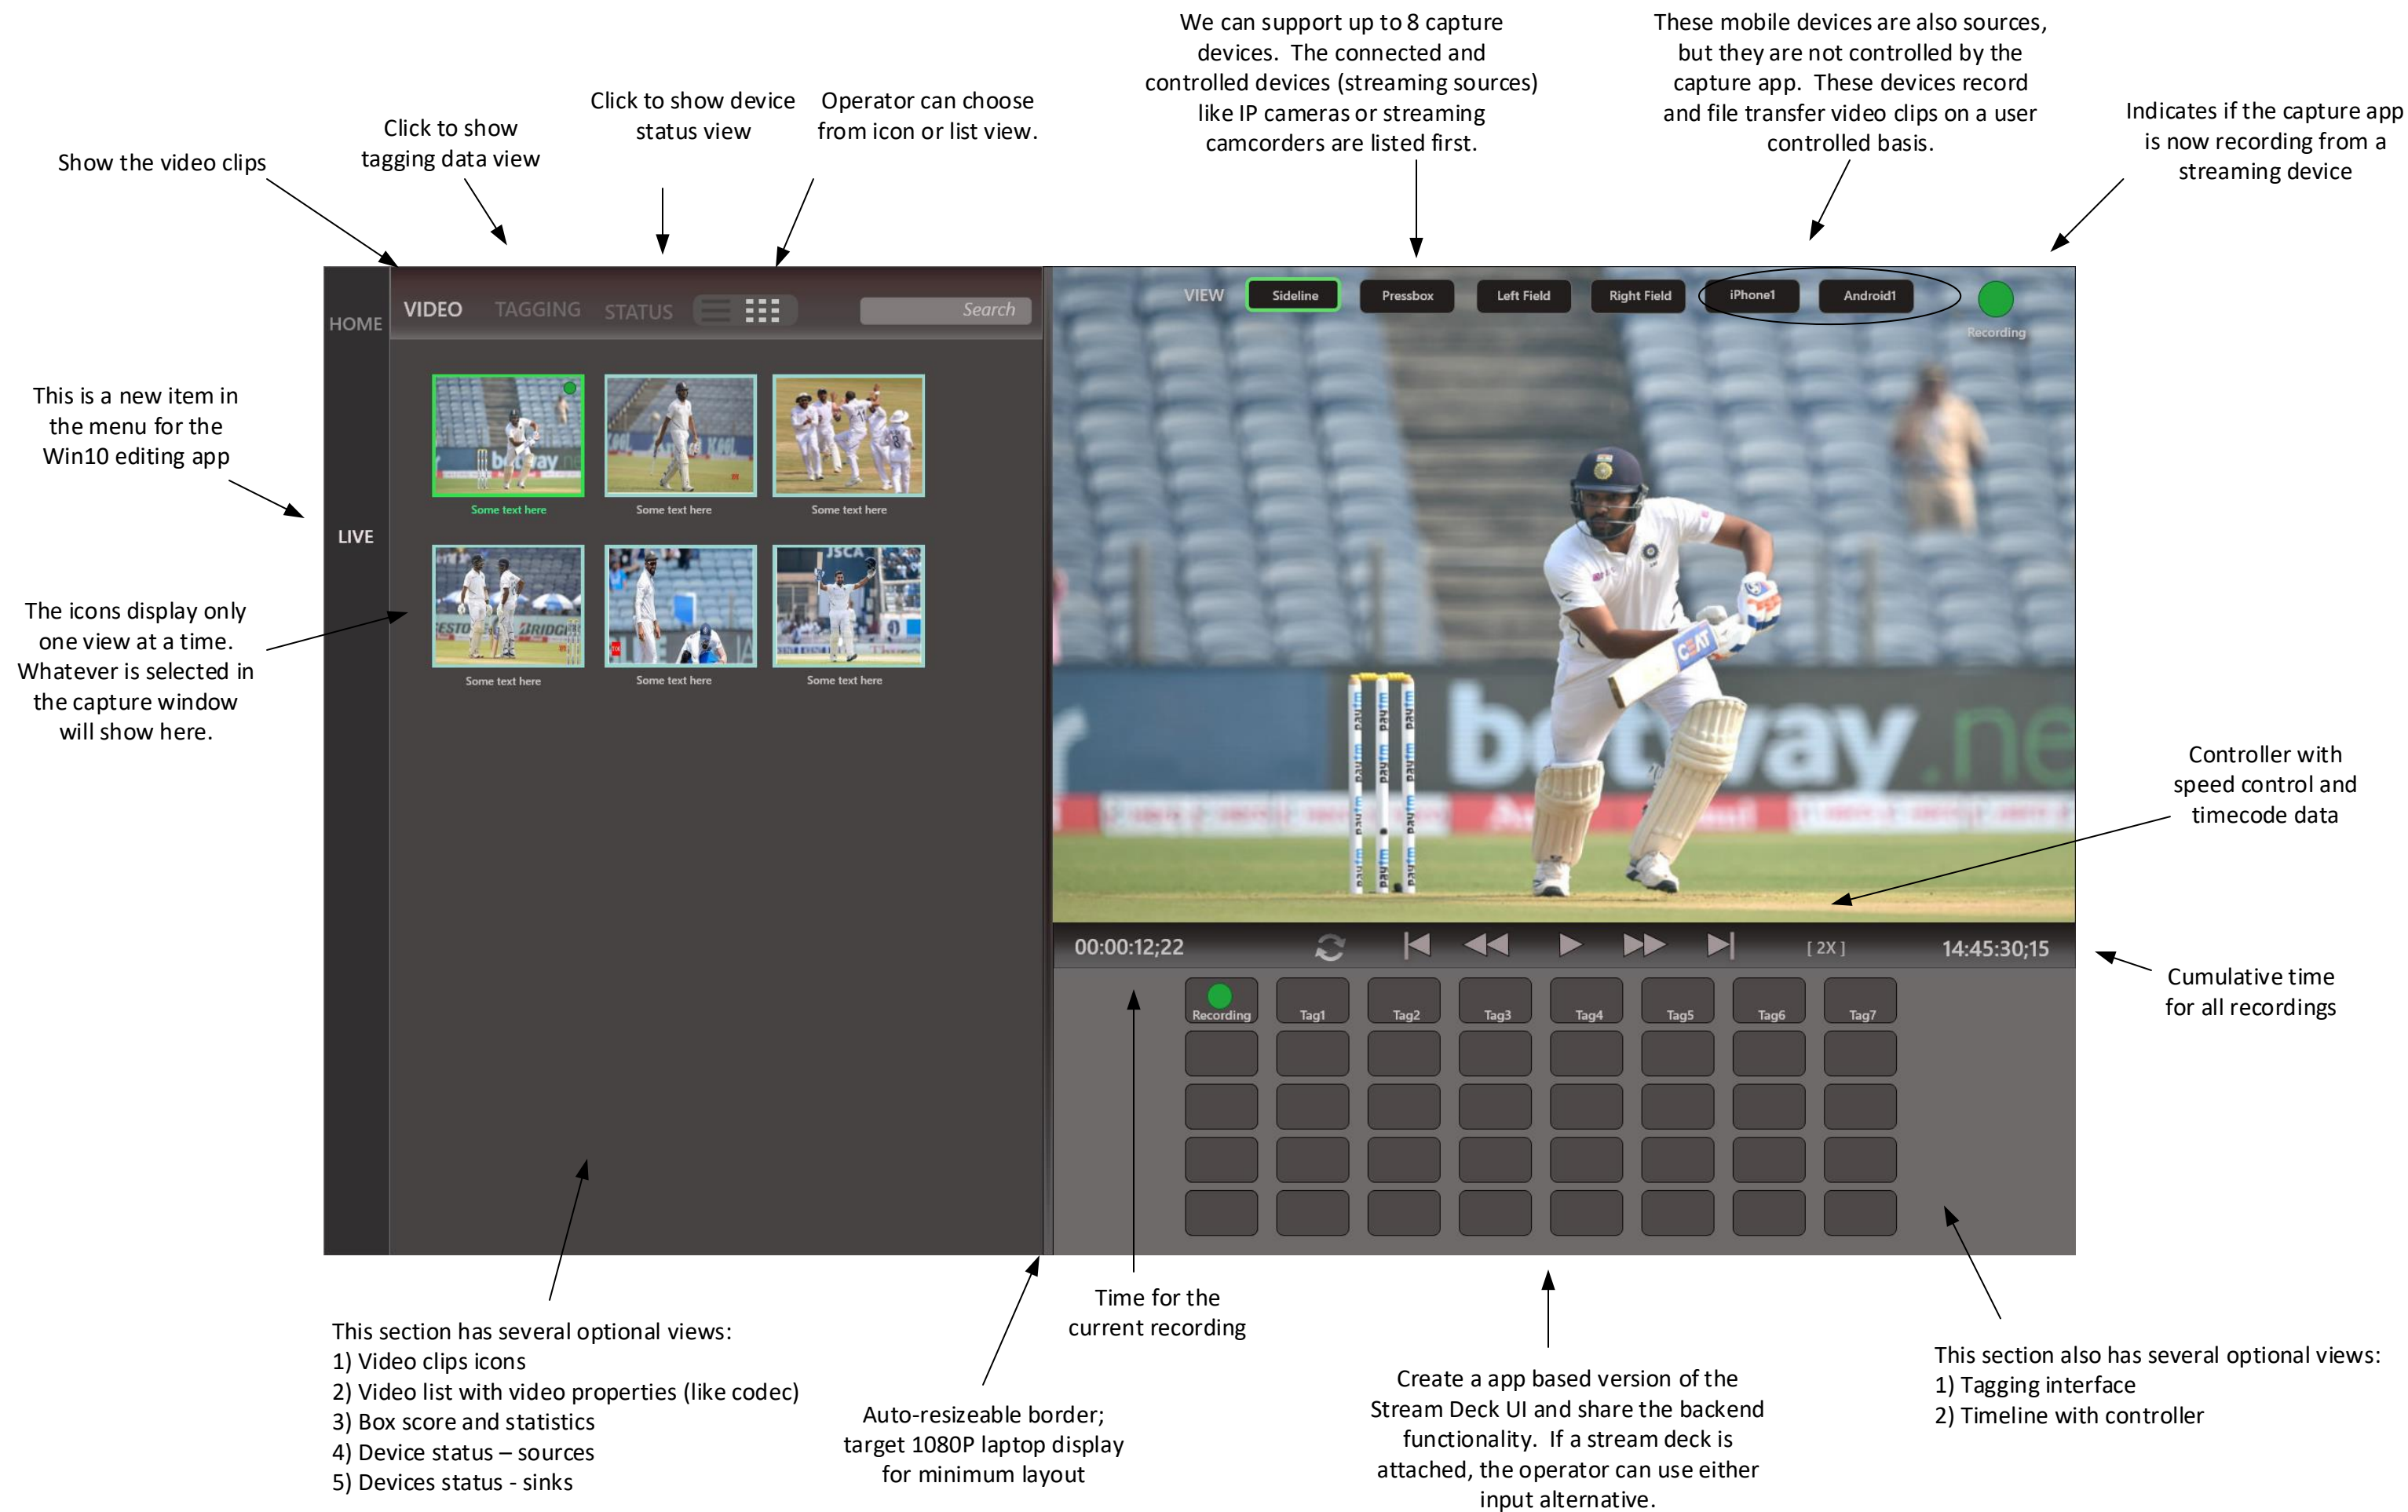 We can support up to 8 capture
devices.  The connected and
controlled devices (streaming sources)
like IP cameras or streaming
camcorders are listed first.
These mobile devices are also sources,
but they are not controlled by the
capture app.  These devices record
and file transfer video clips on a user
controlled basis.
Indicates if the capture app
is now recording from a
streaming device
Click to show device
status view
Operator can choose
from icon or list view.
Click to show
tagging data view
Show the video clips
HOME
VIDEO
TAGGING
STATUS
Search
VIEW
Sideline
Pressbox
Left Field
Right Field
iPhone1
Android1
Recording
This is a new item in
the menu for the
Win10 editing app
LIVE
Some text here
Some text here
Some text here
JSCA
Some text here
Some text here
Some text here
The icons display only
one view at a time.
Whatever is selected in
the capture window
will show here.
CEAT
betway.ne
paytm
paytm
paytm
paytm
paytm
paytm
paytm
paytm
paytm
Controller with
speed control and
timecode data
00:00:12;22
[ 2X ]
14:45:30;15
Cumulative time
for all recordings
Recording
Tag1
Tag2
Tag3
Tag4
Tag5
Tag6
Tag7
This section has several optional views:
1) Video clips icons
2) Video list with video properties (like codec)
3) Box score and statistics
4) Device status – sources
5) Devices status - sinks
Auto-resizeable border;
target 1080P laptop display
for minimum layout
Time for the
current recording
Create a app based version of the
Stream Deck UI and share the backend
functionality.  If a stream deck is
attached, the operator can use either
input alternative.
This section also has several optional views:
1) Tagging interface
2) Timeline with controller